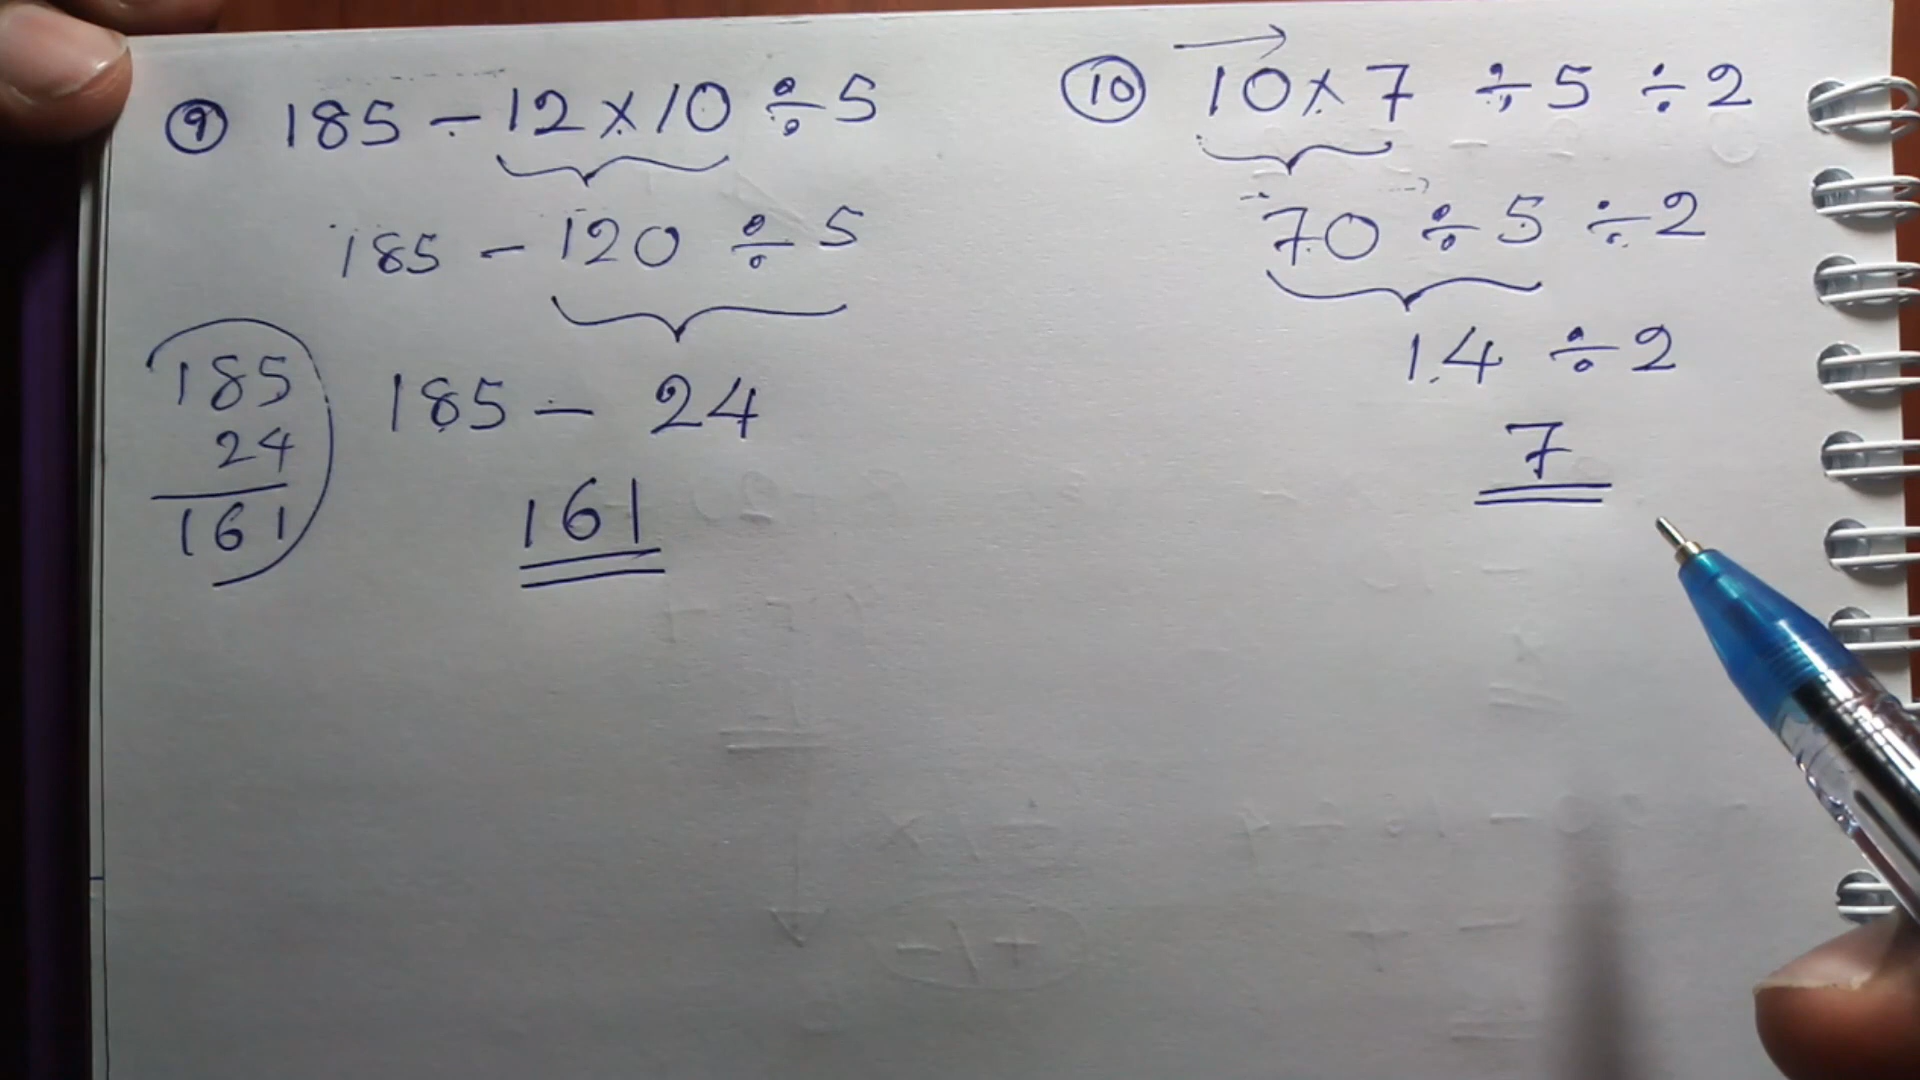 ⑨ 185 - 12 × 10 ÷ 5
185 - 120 ÷ 5
185 - 24
161
185
24
161
⑩ 10 × 7 ÷ 5 ÷ 2
70 ÷ 5 ÷ 2
14 ÷ 2
7